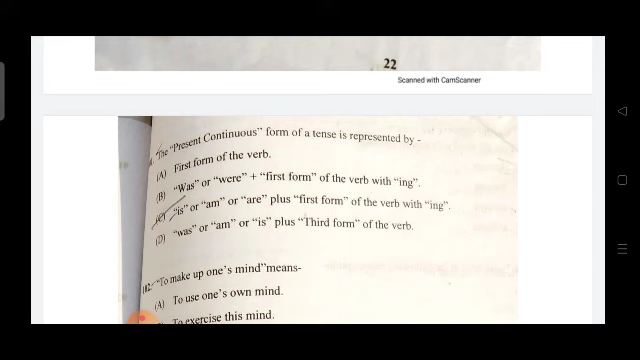 22
Scanned with CamScanner
The “Present Continuous” form of a tense is represented by -
(A) First form of the verb.
(B) “Was” or “were” + “first form” of the verb with “ing”.
(C) “is” or “am” or “are” plus “first form” of the verb with “ing”.
(D) “was” or “am” or “is” plus “Third form” of the verb.
102. “To make up one’s mind”means-
(A) To use one’s own mind.
To exercise this mind.